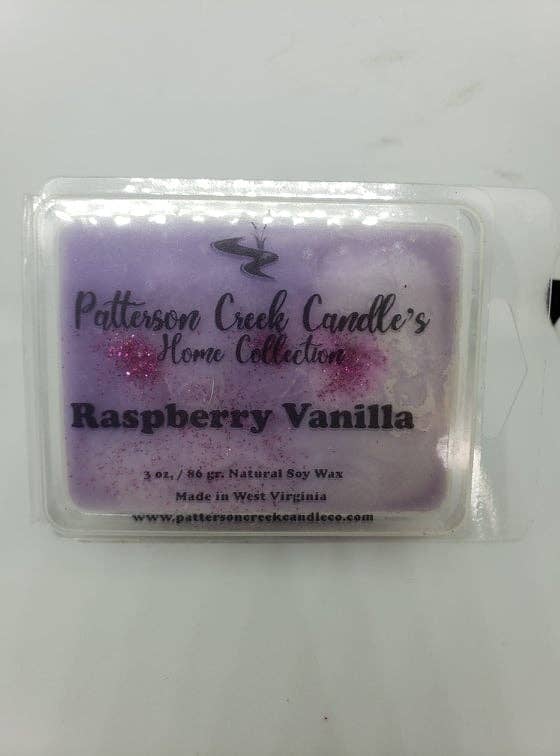 Patterson Creek Candle's
Home Collection
Raspberry Vanilla
3 oz, / 86 gr. Natural Soy Wax
Made in West Virginia
www.pattersoncreekcandleco.com